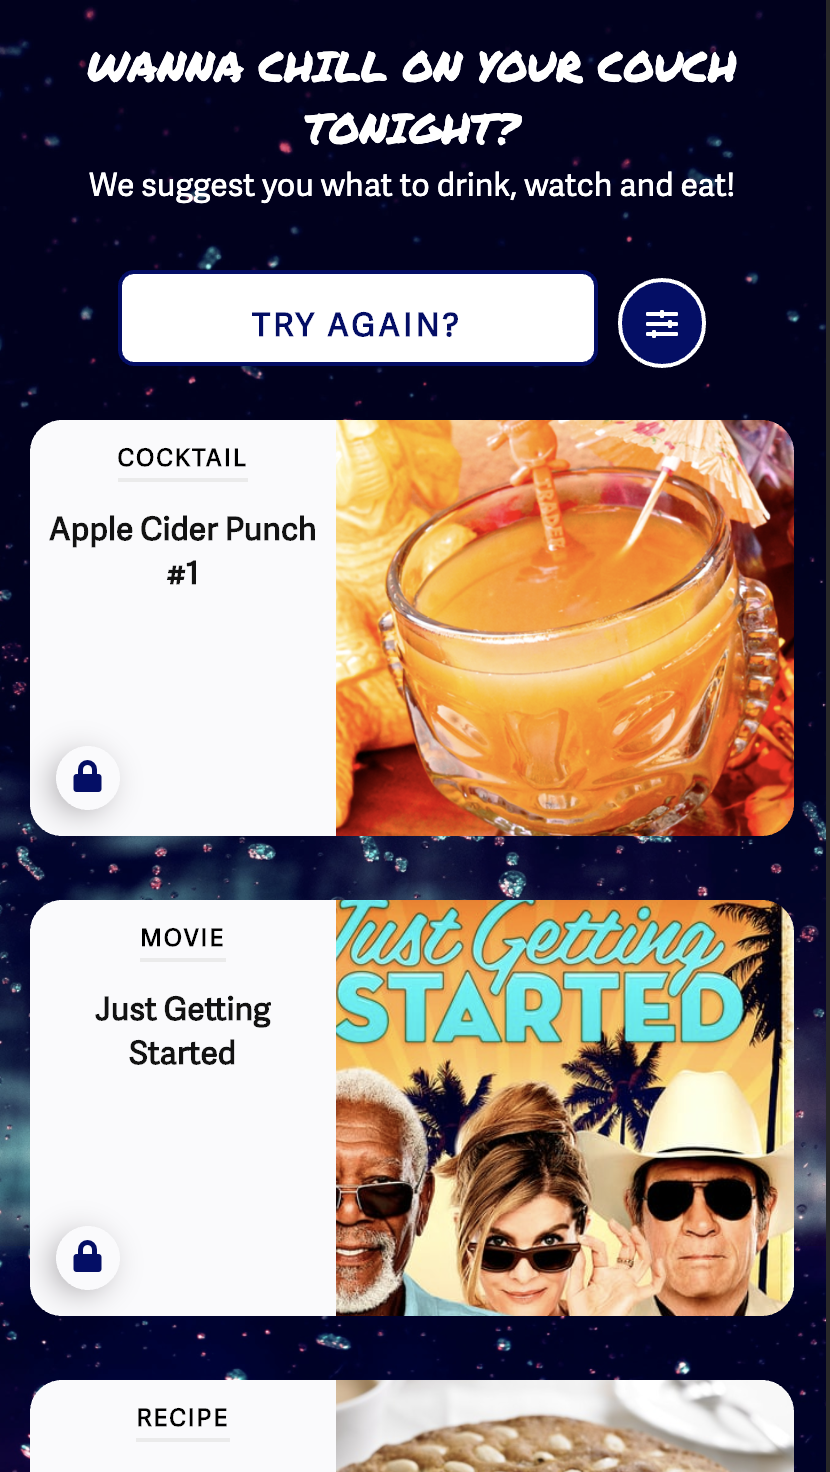 WANNA CHILL ON YOUR COUCH
TONIGHT?
We suggest you what to drink, watch and eat!
TRY AGAIN?
COCKTAIL
Apple Cider Punch
#1
TRADER
MOVIE
Just Getting
Started
Just Getting
STARTED
RECIPE